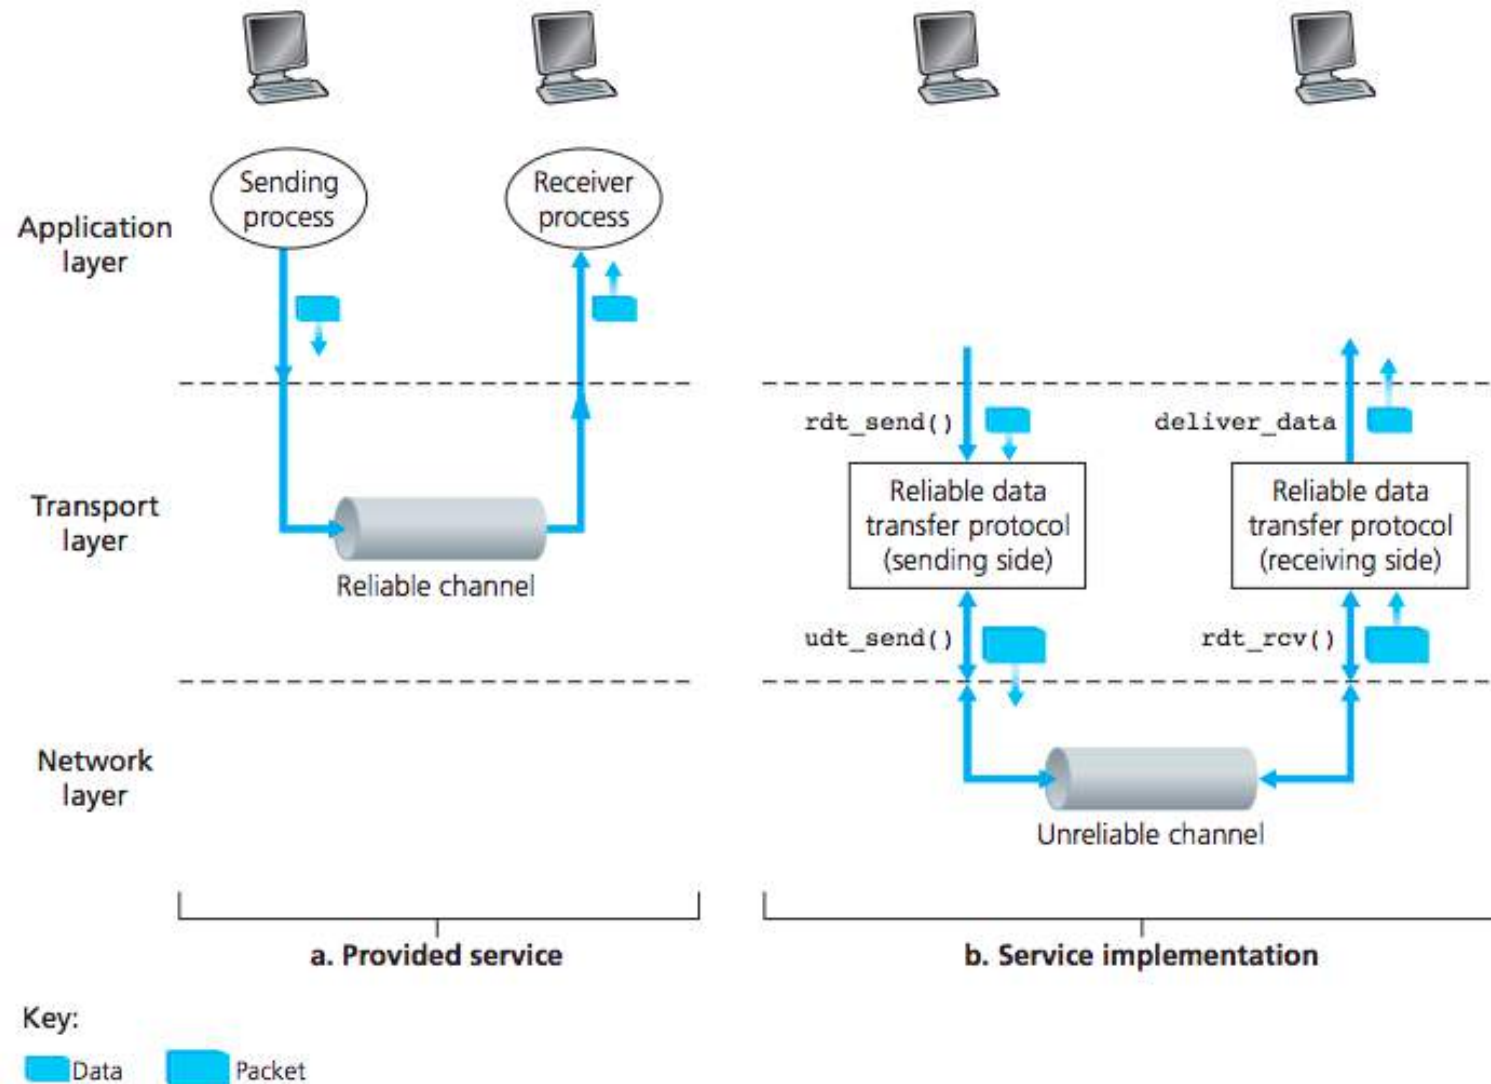 Sending
process
Receiver
process
Application
layer
Transport
layer
Reliable channel
Network
layer
rdt_send()
deliver_data
Reliable data
transfer protocol
(sending side)
Reliable data
transfer protocol
(receiving side)
udt_send()
rdt_rcv()
Unreliable channel
a. Provided service
b. Service implementation
Key:
Data
Packet